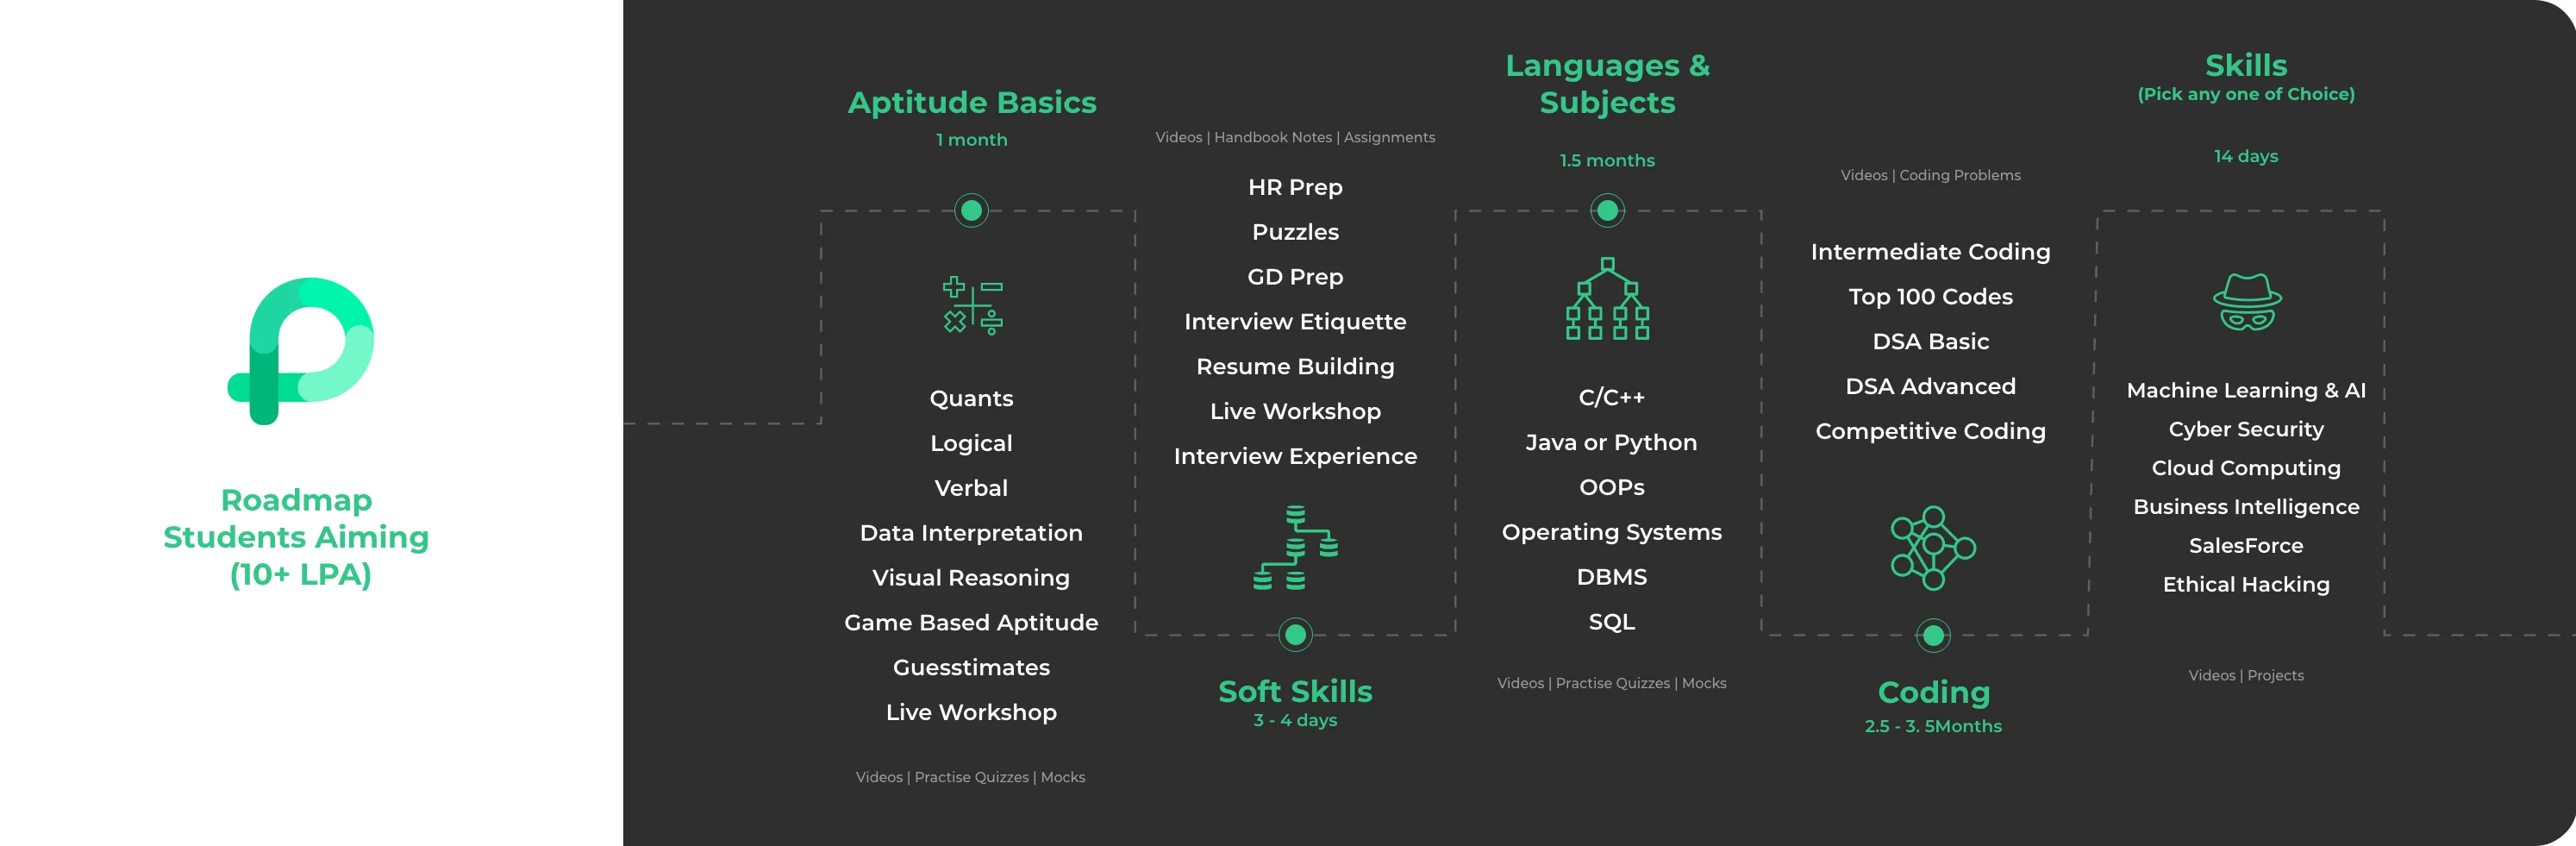 Roadmap
Students Aiming
(10+ LPA)
Aptitude Basics
1 month
Quants
Logical
Verbal
Data Interpretation
Visual Reasoning
Game Based Aptitude
Guesstimates
Live Workshop
Videos | Practise Quizzes | Mocks
Videos | Handbook Notes | Assignments
HR Prep
Puzzles
GD Prep
Interview Etiquette
Resume Building
Live Workshop
Interview Experience
Soft Skills
3 - 4 days
Languages &
Subjects
1.5 months
C/C++
Java or Python
OOPs
Operating Systems
DBMS
SQL
Videos | Practise Quizzes | Mocks
Videos | Coding Problems
Intermediate Coding
Top 100 Codes
DSA Basic
DSA Advanced
Competitive Coding
Coding
2.5 - 3. 5Months
Skills
(Pick any one of Choice)
14 days
Machine Learning & AI
Cyber Security
Cloud Computing
Business Intelligence
SalesForce
Ethical Hacking
Videos | Projects